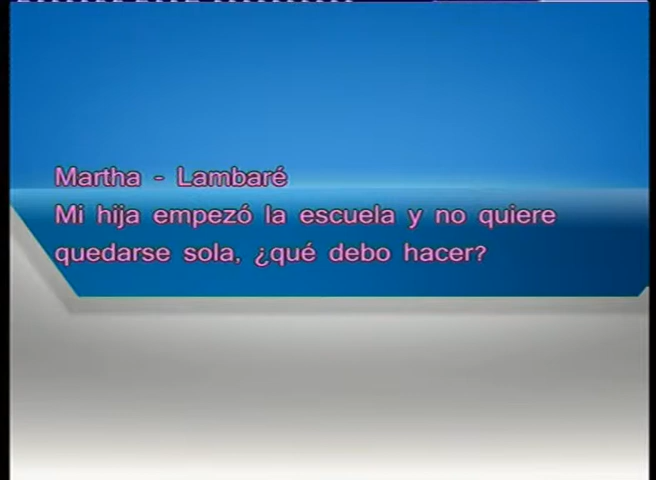 Martha - Lambaré
Mi hija empezó la escuela y no quiere
quedarse sola, ¿qué debo hacer?